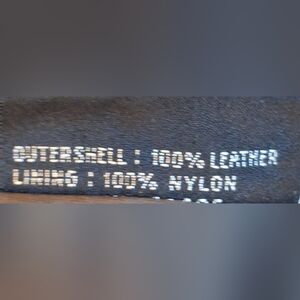 OUTERSHELL : 100% LEATHER
LINING : 100% NYLON